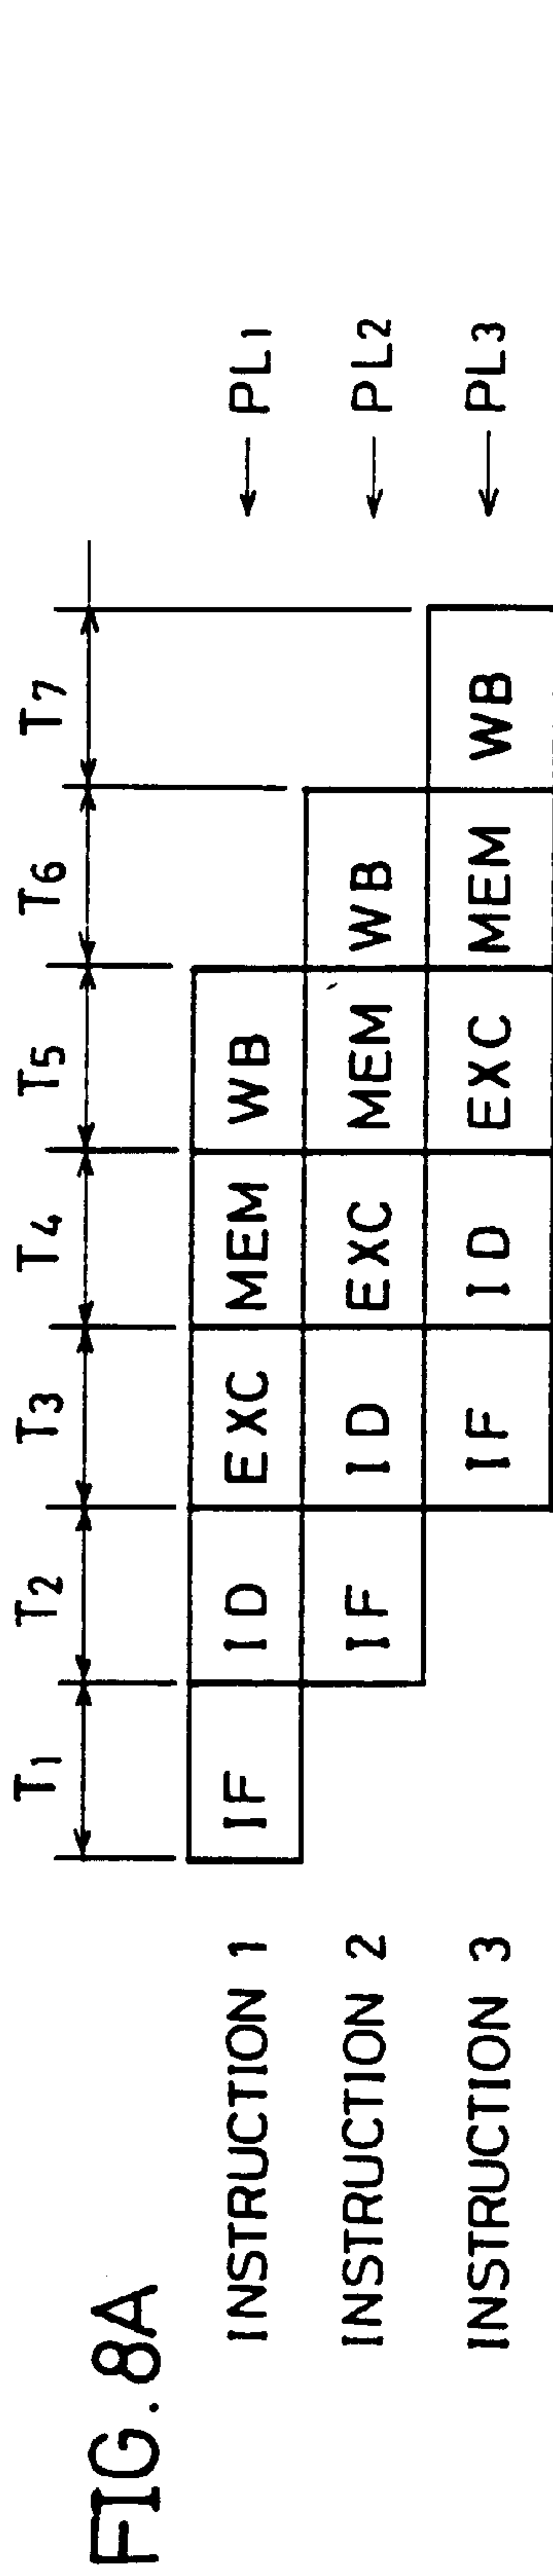 FIG. 8A
T1 T2 T3 T4 T5 T6 T7
INSTRUCTION 1 IF ID EXC MEM WB ← PL1
INSTRUCTION 2 IF ID EXC MEM WB ← PL2
INSTRUCTION 3 IF ID EXC MEM WB ← PL3